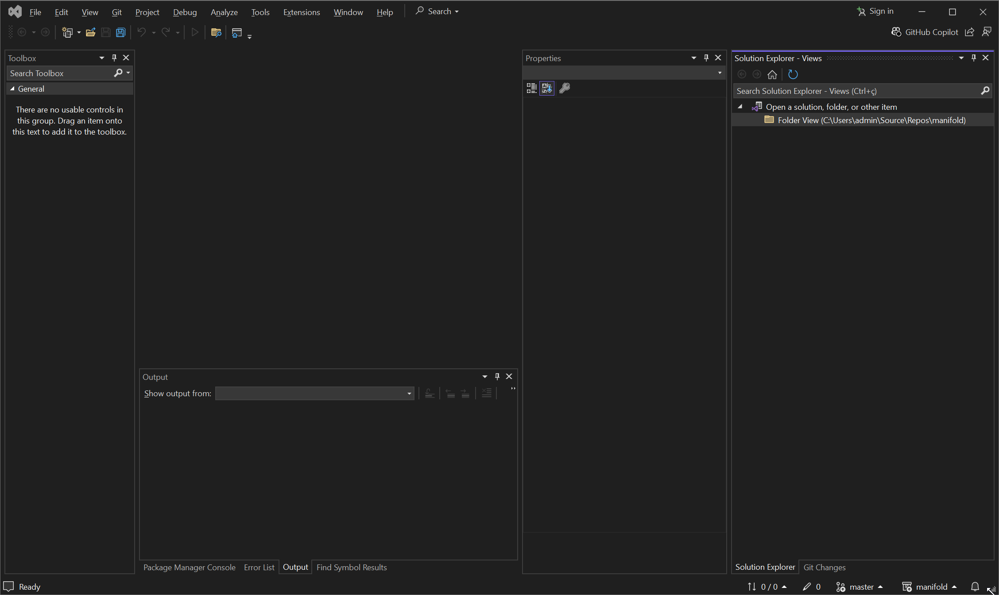 File Edit View Git Project Debug Analyze Tools Extensions Window Help Search Sign in
GitHub Copilot
Toolbox
Search Toolbox
General
There are no usable controls in
this group. Drag an item onto
this text to add it to the toolbox.
Output
Show output from:
Package Manager Console Error List Output Find Symbol Results
Properties
Solution Explorer - Views
Search Solution Explorer - Views (Ctrl+ç)
Open a solution, folder, or other item
Folder View (C:\Users\admin\Source\Repos\manifold)
Solution Explorer Git Changes
Ready 0 / 0 0 master manifold